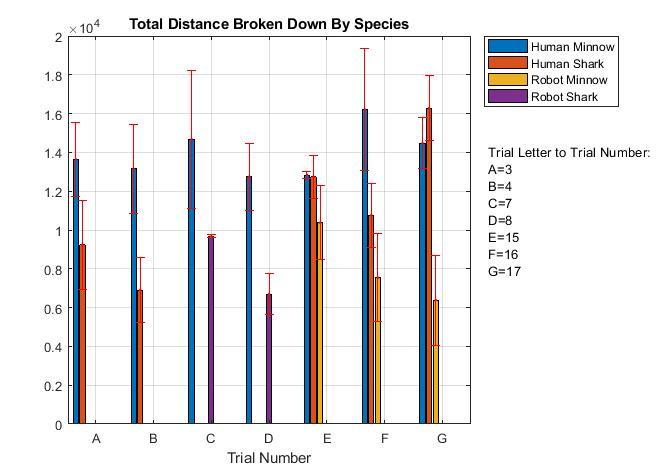 ×10⁴
Total Distance Broken Down By Species
2
1.8
1.6
1.4
1.2
1
0.8
0.6
0.4
0.2
0
A B C D E F G
Trial Number
Human Minnow
Human Shark
Robot Minnow
Robot Shark
Trial Letter to Trial Number:
A=3
B=4
C=7
D=8
E=15
F=16
G=17